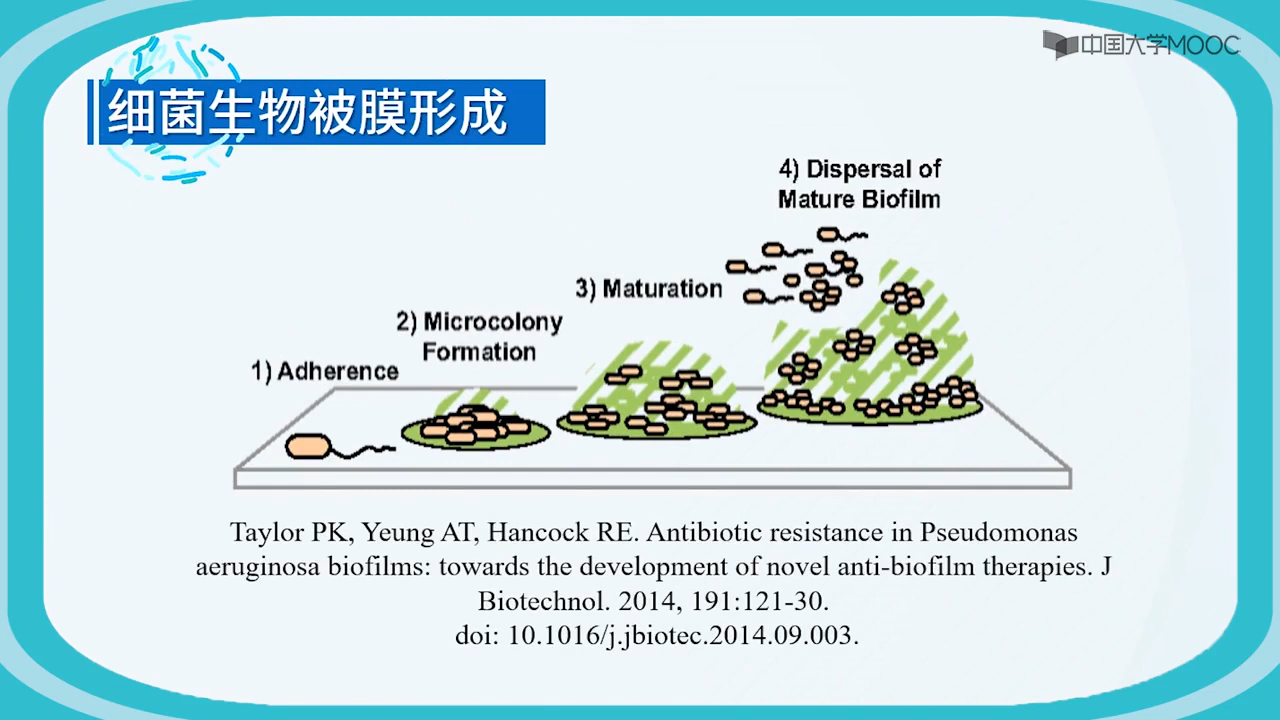 中国大学MOOC
细菌生物被膜形成
4) Dispersal of
Mature Biofilm
3) Maturation
2) Microcolony
Formation
1) Adherence
Taylor PK, Yeung AT, Hancock RE. Antibiotic resistance in Pseudomonas
aeruginosa biofilms: towards the development of novel anti-biofilm therapies. J
Biotechnol. 2014, 191:121-30.
doi: 10.1016/j.jbiotec.2014.09.003.